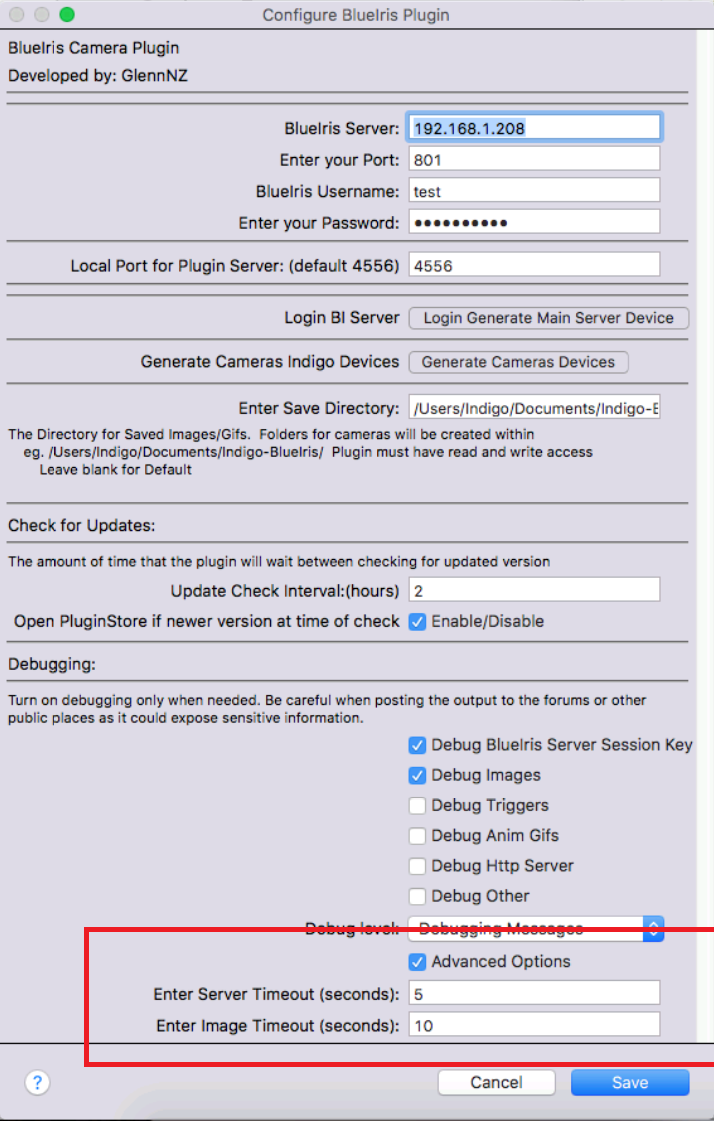 Configure BlueIris Plugin
BlueIris Camera Plugin
Developed by: GlennNZ
BlueIris Server: 192.168.1.208
Enter your Port: 801
BlueIris Username: test
Enter your Password: ••••••••••
Local Port for Plugin Server: (default 4556) 4556
Login BI Server Login Generate Main Server Device
Generate Cameras Indigo Devices Generate Cameras Devices
Enter Save Directory: /Users/Indigo/Documents/Indigo-E
The Directory for Saved Images/Gifs. Folders for cameras will be created within
eg. /Users/Indigo/Documents/Indigo-BlueIris/ Plugin must have read and write access
Leave blank for Default
Check for Updates:
The amount of time that the plugin will wait between checking for updated version
Update Check Interval:(hours) 2
Open PluginStore if newer version at time of check Enable/Disable
Debugging:
Turn on debugging only when needed. Be careful when posting the output to the forums or other
public places as it could expose sensitive information.
Debug BlueIris Server Session Key
Debug Images
Debug Triggers
Debug Anim Gifs
Debug Http Server
Debug Other
Debug level: Debugging Messages
Advanced Options
Enter Server Timeout (seconds): 5
Enter Image Timeout (seconds): 10
? Cancel Save